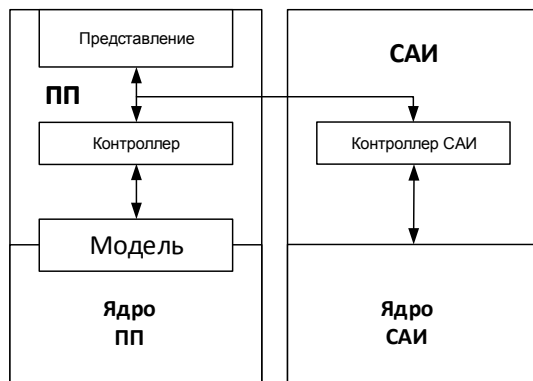 Представление
ПП
САИ
Контроллер
Контроллер САИ
Модель
Ядро
ПП
Ядро
САИ